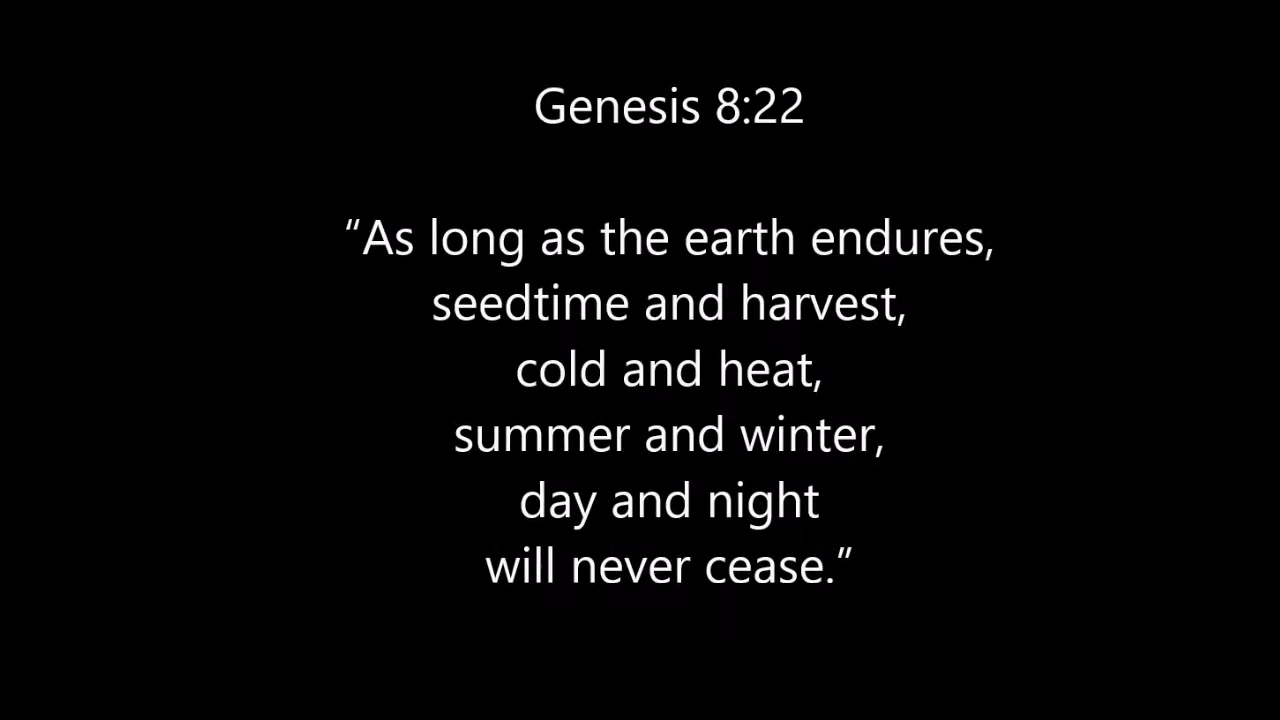 Genesis 8:22
“As long as the earth endures,
seedtime and harvest,
cold and heat,
summer and winter,
day and night
will never cease.”